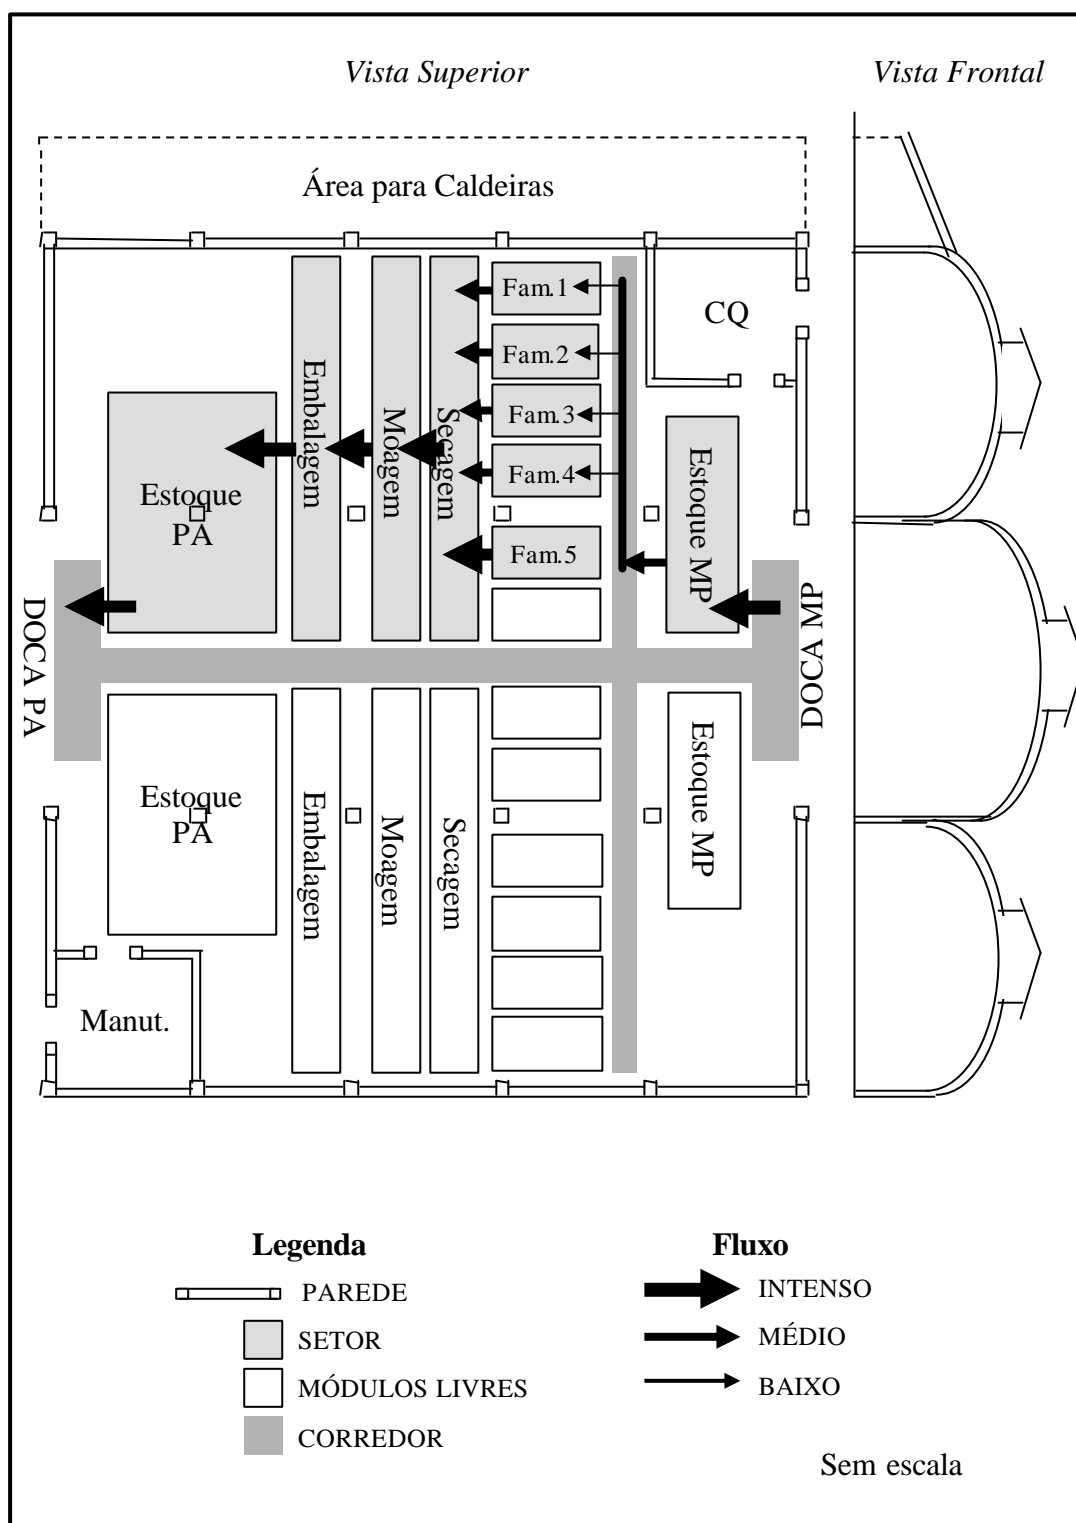 Vista Superior
Vista Frontal
Área para Caldeiras
CQ
Fam.1
Fam.2
Fam.3
Fam.4
Fam.5
Embalagem
Moagem
Secagem
Estoque
PA
Estoque MP
DOCA PA
DOCA MP
Estoque
PA
Embalagem
Moagem
Secagem
Estoque MP
Manut.
Legenda
PAREDE
SETOR
MÓDULOS LIVRES
CORREDOR
Fluxo
INTENSO
MÉDIO
BAIXO
Sem escala